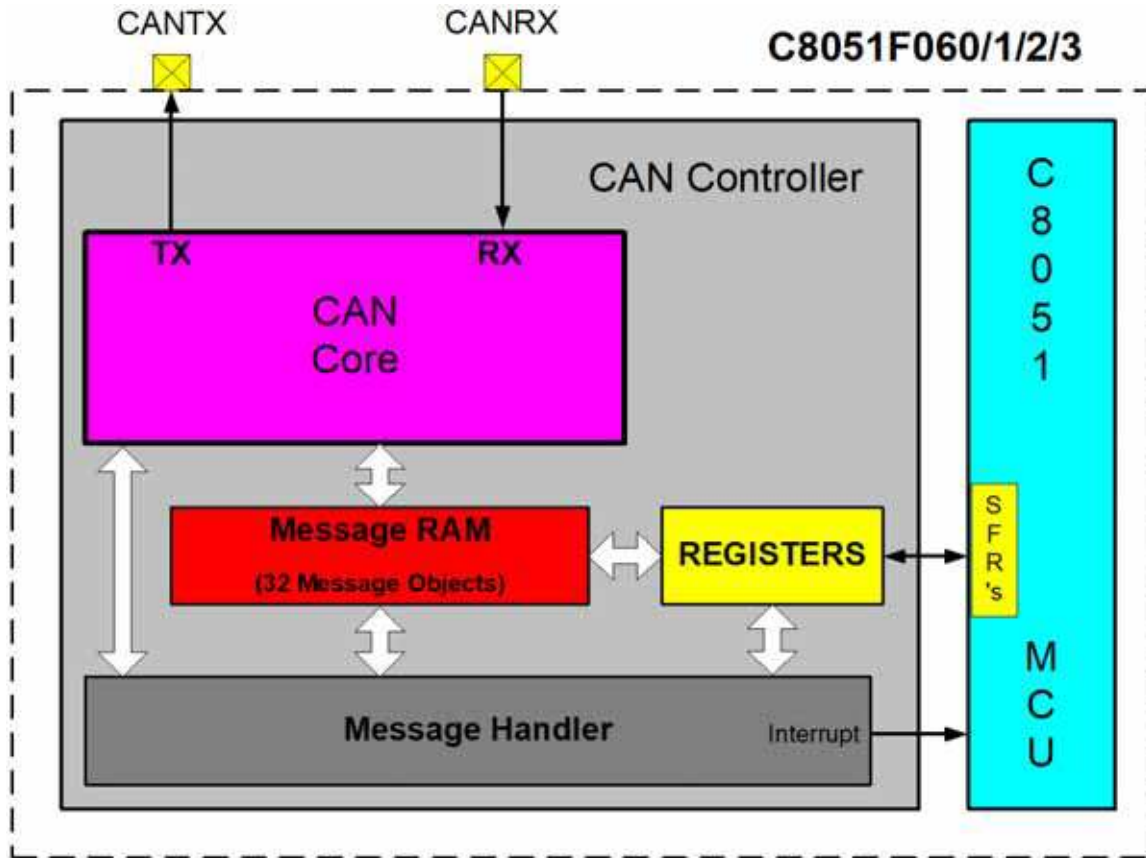 CANTX
CANRX
C8051F060/1/2/3
CAN Controller
TX
RX
CAN
Core
Message RAM
(32 Message Objects)
REGISTERS
Message Handler
Interrupt
C
8
0
5
1
S
F
R
's
M
C
U